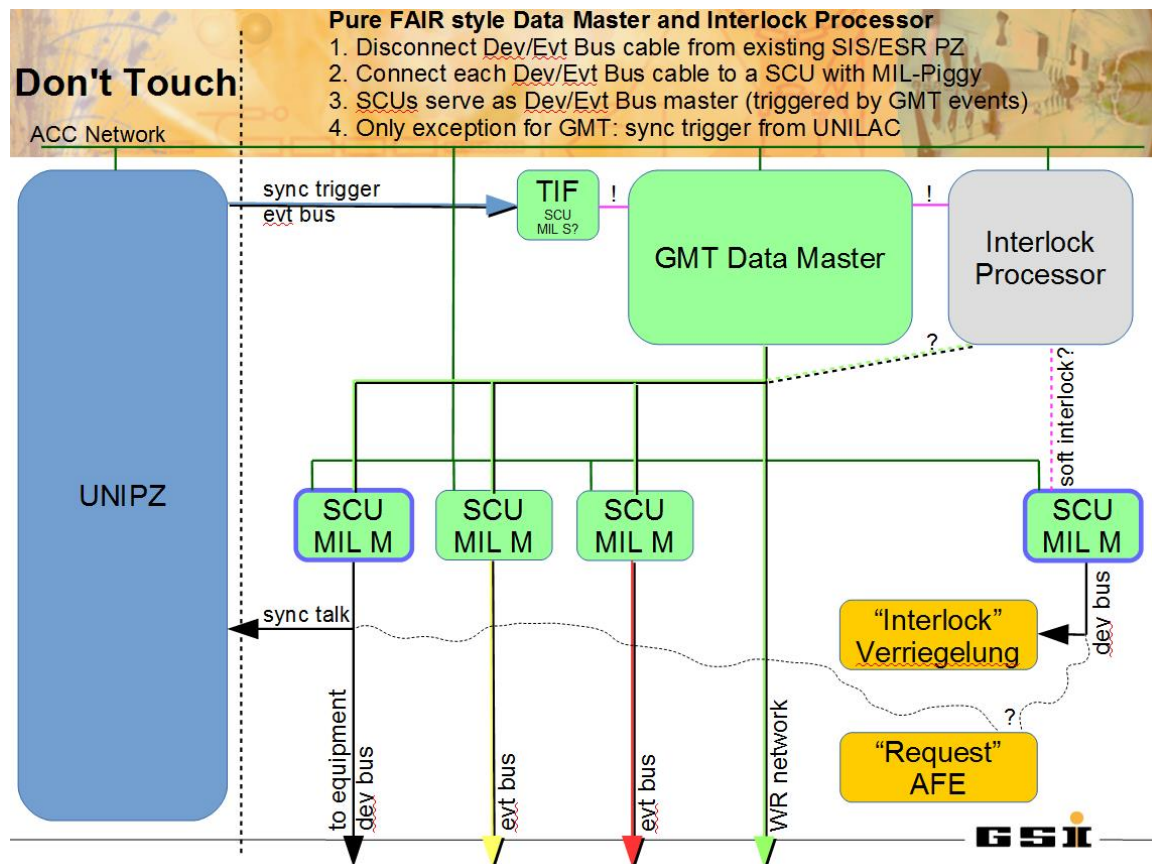 Pure FAIR style Data Master and Interlock Processor
1. Disconnect Dev/Evt Bus cable from existing SIS/ESR PZ
2. Connect each Dev/Evt Bus cable to a SCU with MIL-Piggy
3. SCUs serve as Dev/Evt Bus master (triggered by GMT events)
4. Only exception for GMT: sync trigger from UNILAC
Don't Touch
ACC Network
sync trigger
evt bus
TIF
SCU
MIL S?
!
GMT Data Master
!
Interlock
Processor
?
soft interlock?
UNIPZ
SCU
MIL M
SCU
MIL M
SCU
MIL M
SCU
MIL M
sync talk
dev bus
"Interlock"
Verriegelung
?
"Request"
AFE
to equipment
dev bus
evt bus
evt bus
WR network
GSI